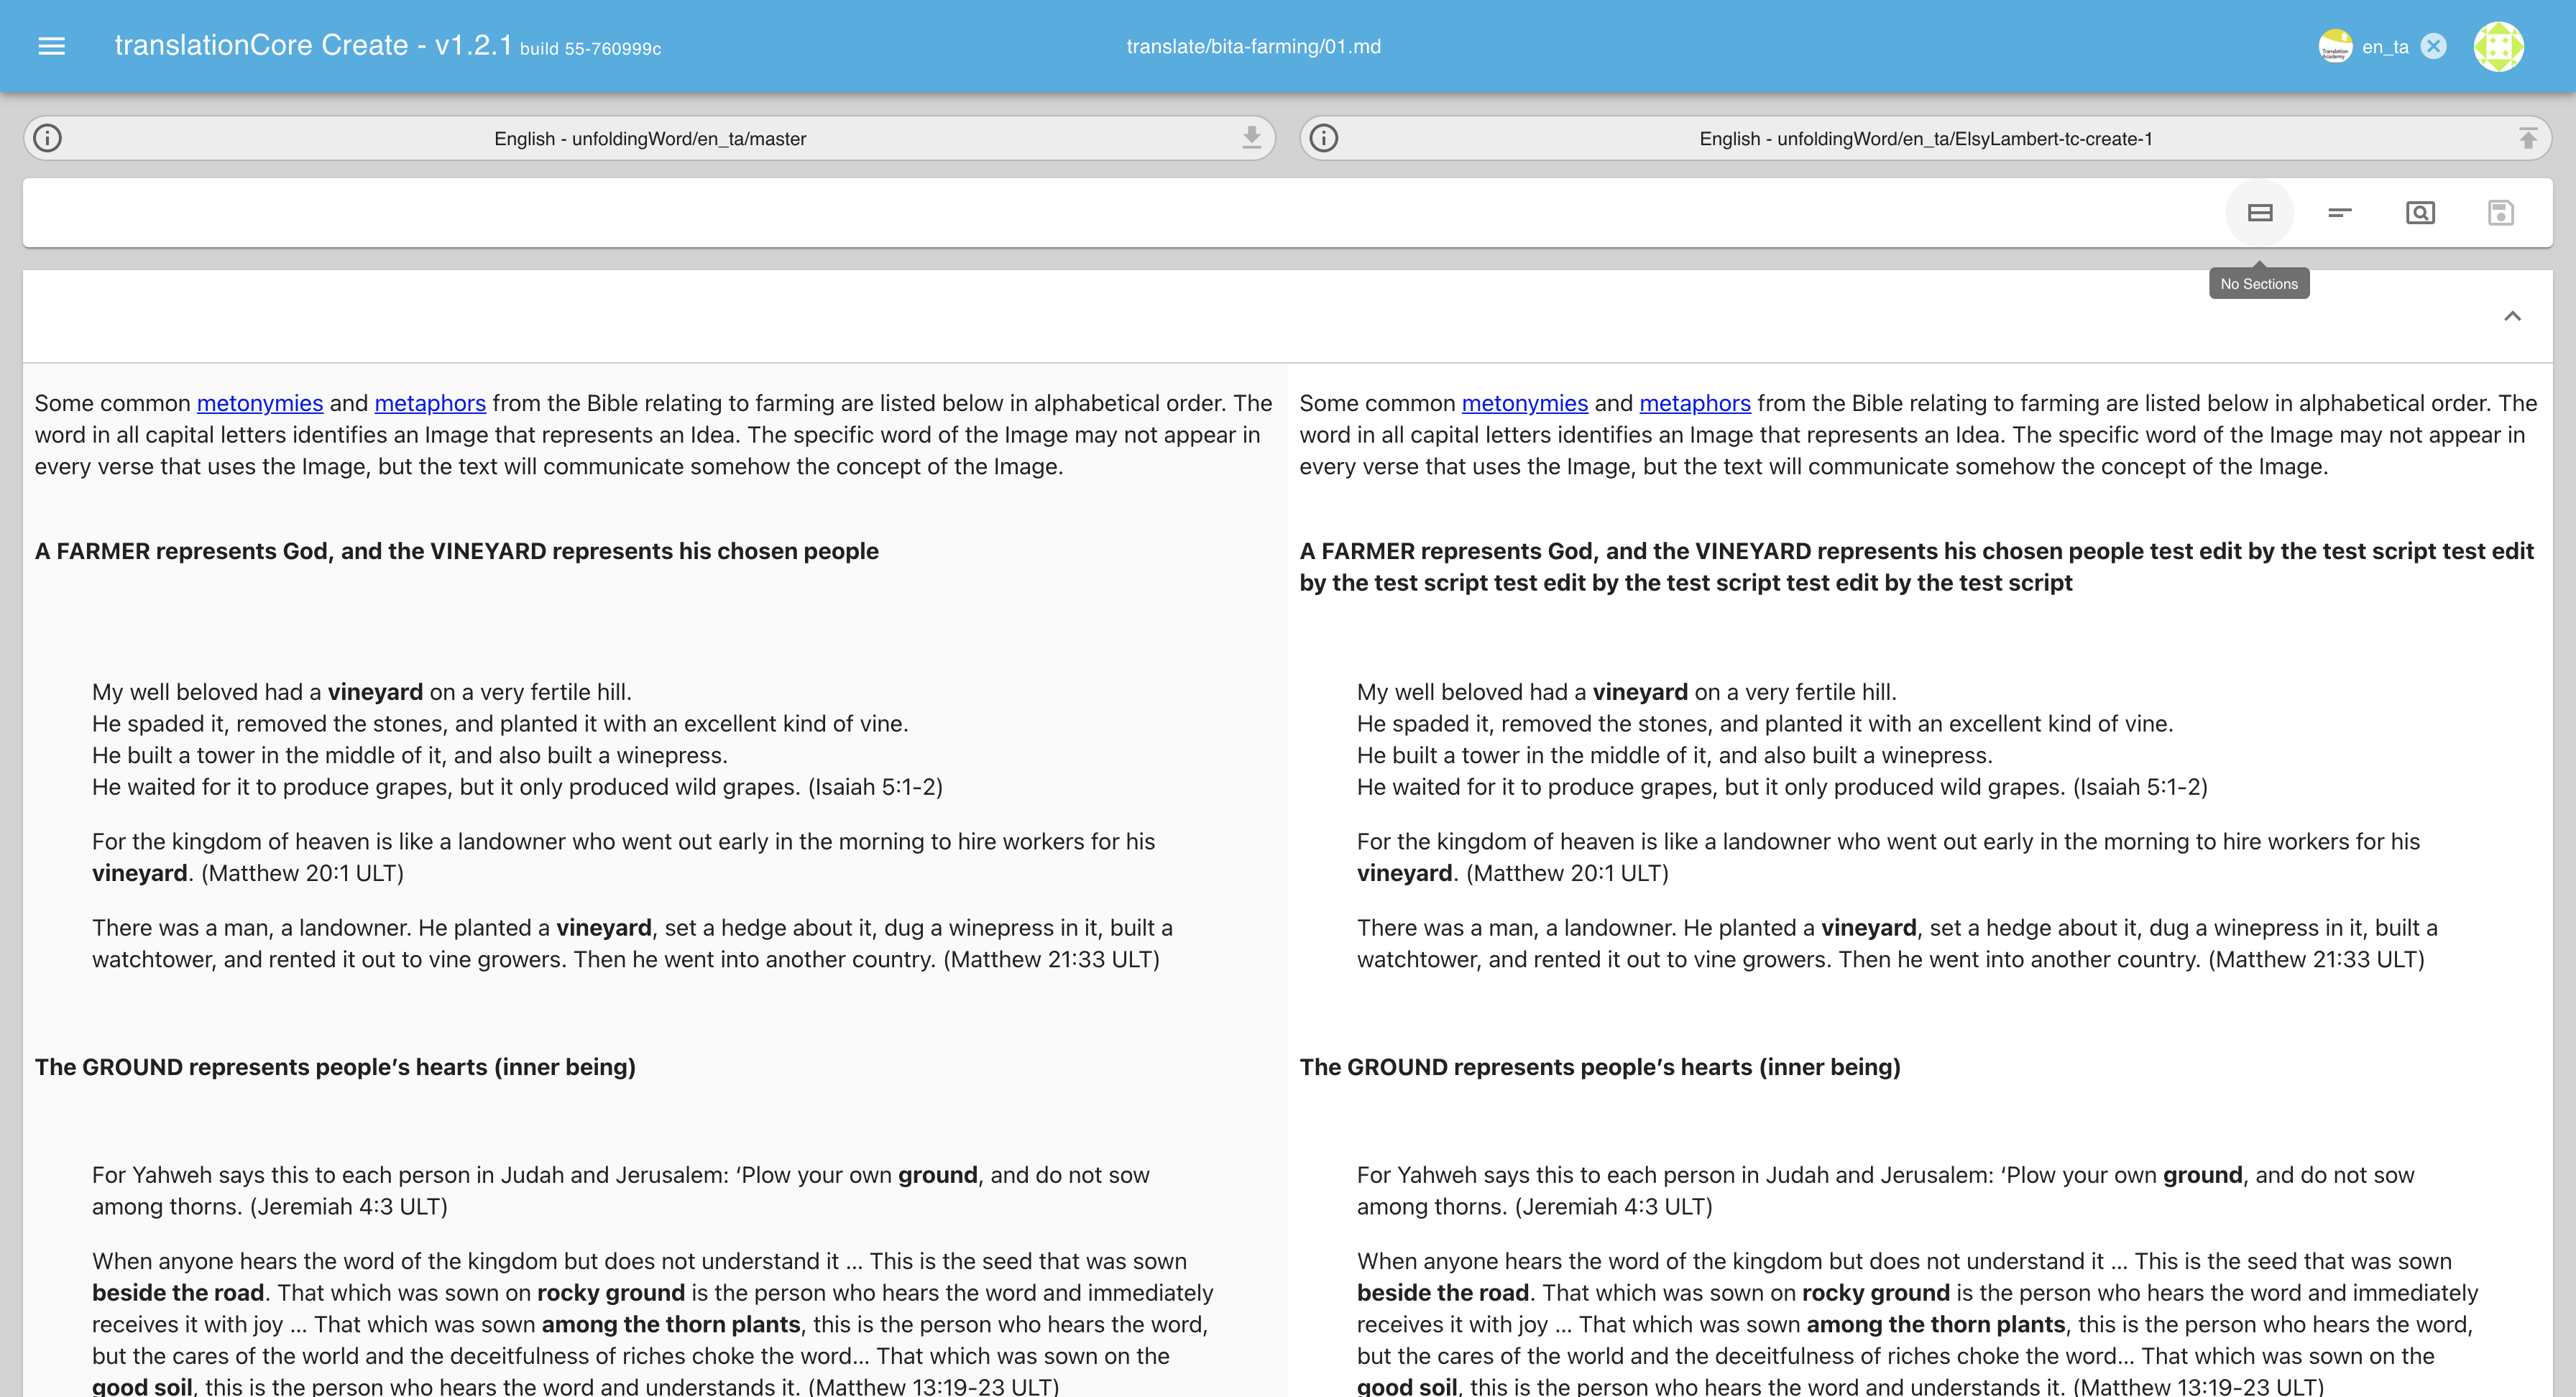 translationCore Create - v1.2.1 build 55-760999c
translate/bita-farming/01.md
Translation
Academy
en_ta
English - unfoldingWord/en_ta/master
English - unfoldingWord/en_ta/ElsyLambert-tc-create-1
No Sections
Some common metonymies and metaphors from the Bible relating to farming are listed below in alphabetical order. The
word in all capital letters identifies an Image that represents an Idea. The specific word of the Image may not appear in
every verse that uses the Image, but the text will communicate somehow the concept of the Image.
A FARMER represents God, and the VINEYARD represents his chosen people
My well beloved had a vineyard on a very fertile hill.
He spaded it, removed the stones, and planted it with an excellent kind of vine.
He built a tower in the middle of it, and also built a winepress.
He waited for it to produce grapes, but it only produced wild grapes. (Isaiah 5:1-2)
For the kingdom of heaven is like a landowner who went out early in the morning to hire workers for his
vineyard. (Matthew 20:1 ULT)
There was a man, a landowner. He planted a vineyard, set a hedge about it, dug a winepress in it, built a
watchtower, and rented it out to vine growers. Then he went into another country. (Matthew 21:33 ULT)
The GROUND represents people’s hearts (inner being)
For Yahweh says this to each person in Judah and Jerusalem: ‘Plow your own ground, and do not sow
among thorns. (Jeremiah 4:3 ULT)
When anyone hears the word of the kingdom but does not understand it ... This is the seed that was sown
beside the road. That which was sown on rocky ground is the person who hears the word and immediately
receives it with joy ... That which was sown among the thorn plants, this is the person who hears the word,
but the cares of the world and the deceitfulness of riches choke the word... That which was sown on the
good soil, this is the person who hears the word and understands it. (Matthew 13:19-23 ULT)
Some common metonymies and metaphors from the Bible relating to farming are listed below in alphabetical order. The
word in all capital letters identifies an Image that represents an Idea. The specific word of the Image may not appear in
every verse that uses the Image, but the text will communicate somehow the concept of the Image.
A FARMER represents God, and the VINEYARD represents his chosen people test edit by the test script test edit
by the test script test edit by the test script test edit by the test script
My well beloved had a vineyard on a very fertile hill.
He spaded it, removed the stones, and planted it with an excellent kind of vine.
He built a tower in the middle of it, and also built a winepress.
He waited for it to produce grapes, but it only produced wild grapes. (Isaiah 5:1-2)
For the kingdom of heaven is like a landowner who went out early in the morning to hire workers for his
vineyard. (Matthew 20:1 ULT)
There was a man, a landowner. He planted a vineyard, set a hedge about it, dug a winepress in it, built a
watchtower, and rented it out to vine growers. Then he went into another country. (Matthew 21:33 ULT)
The GROUND represents people’s hearts (inner being)
For Yahweh says this to each person in Judah and Jerusalem: ‘Plow your own ground, and do not sow
among thorns. (Jeremiah 4:3 ULT)
When anyone hears the word of the kingdom but does not understand it ... This is the seed that was sown
beside the road. That which was sown on rocky ground is the person who hears the word and immediately
receives it with joy ... That which was sown among the thorn plants, this is the person who hears the word,
but the cares of the world and the deceitfulness of riches choke the word... That which was sown on the
good soil, this is the person who hears the word and understands it. (Matthew 13:19-23 ULT)